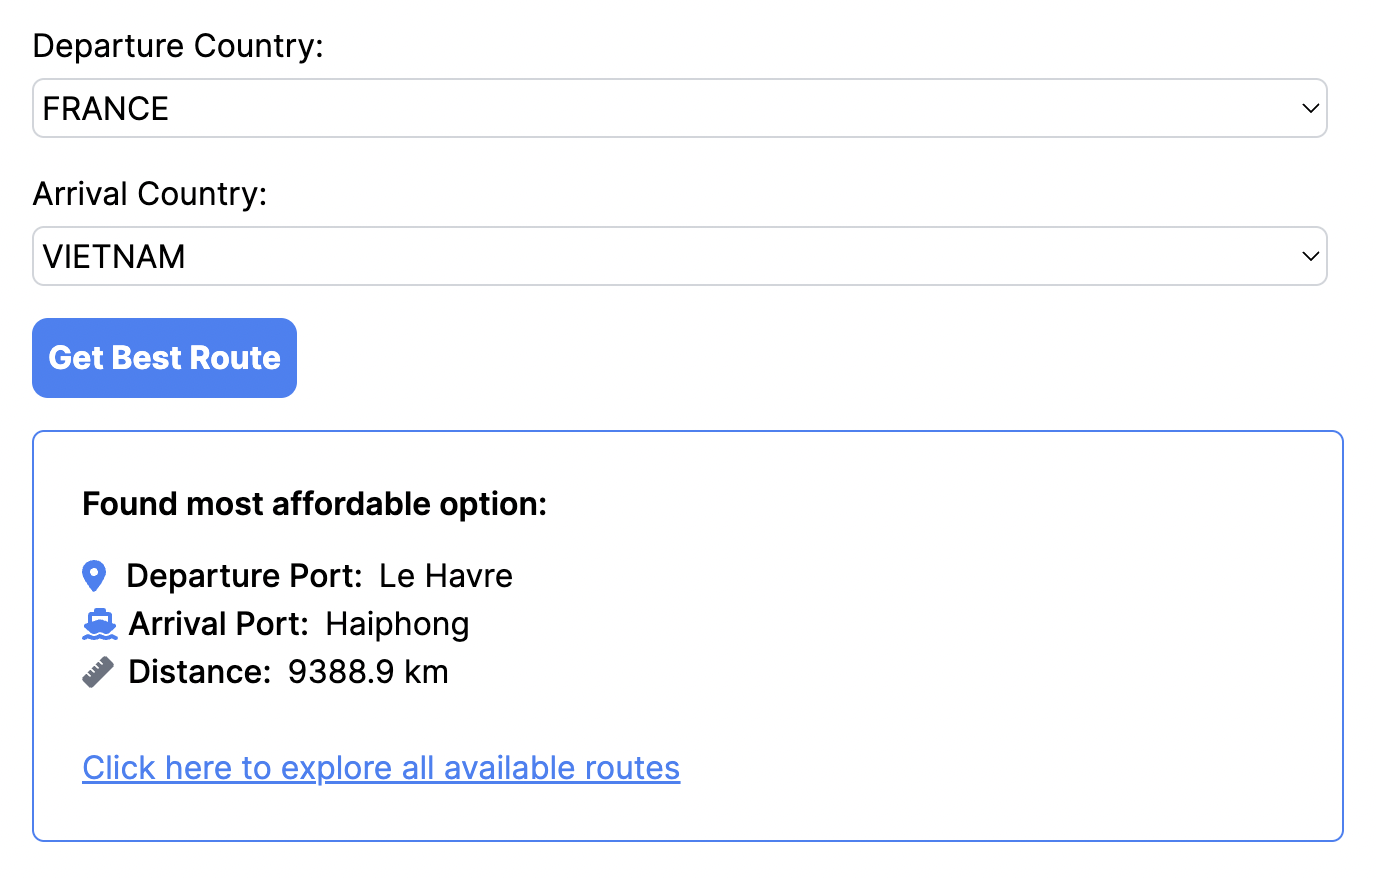 Departure Country:
FRANCE
Arrival Country:
VIETNAM
Get Best Route
Found most affordable option:
Departure Port: Le Havre
Arrival Port: Haiphong
Distance: 9388.9 km
Click here to explore all available routes